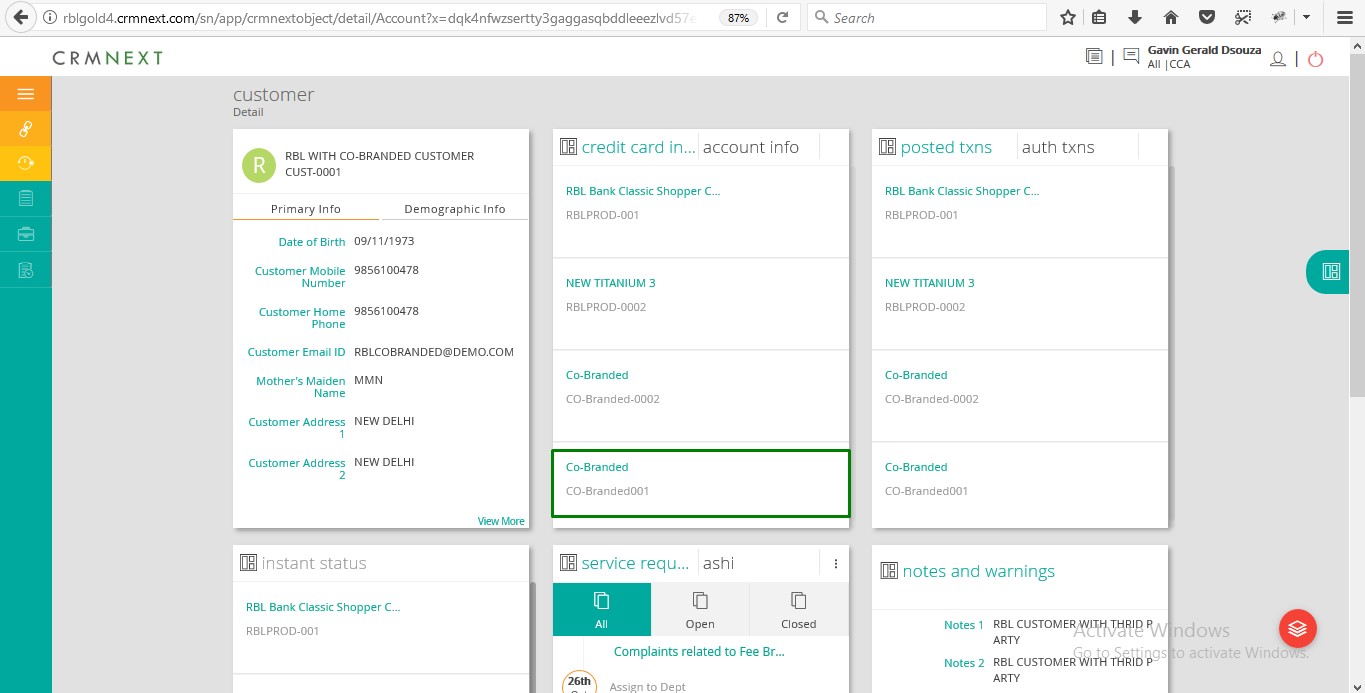 rblgold4.crmnext.com/sn/app/crmnextobject/detail/Account?x=dqk4nfwzsertty3gaggasqbddleeezlvd57e
87%
Search
CRMNEXT
Gavin Gerald Dsouza
All |CCA
customer
Detail
R
RBL WITH CO-BRANDED CUSTOMER
CUST-0001
Primary Info
Demographic Info
Date of Birth 09/11/1973
Customer Mobile 9856100478
Number
Customer Home 9856100478
Phone
Customer Email ID RBLCOBRANDED@DEMO.COM
Mother's Maiden MMN
Name
Customer Address NEW DELHI
1
Customer Address NEW DELHI
2
View More
credit card in... account info
RBL Bank Classic Shopper C...
RBLPROD-001
NEW TITANIUM 3
RBLPROD-0002
Co-Branded
CO-Branded-0002
Co-Branded
CO-Branded001
posted txns auth txns
RBL Bank Classic Shopper C...
RBLPROD-001
NEW TITANIUM 3
RBLPROD-0002
Co-Branded
CO-Branded-0002
Co-Branded
CO-Branded001
instant status
RBL Bank Classic Shopper C...
RBLPROD-001
service requ... ashi
All Open Closed
Complaints related to Fee Br...
26th
Assign to Dept
notes and warnings
Notes 1 RBL CUSTOMER WITH THRID P
ARTY
Notes 2 RBL CUSTOMER WITH THRID P
ARTY
Activate Windows
Go to Settings to activate Windows.